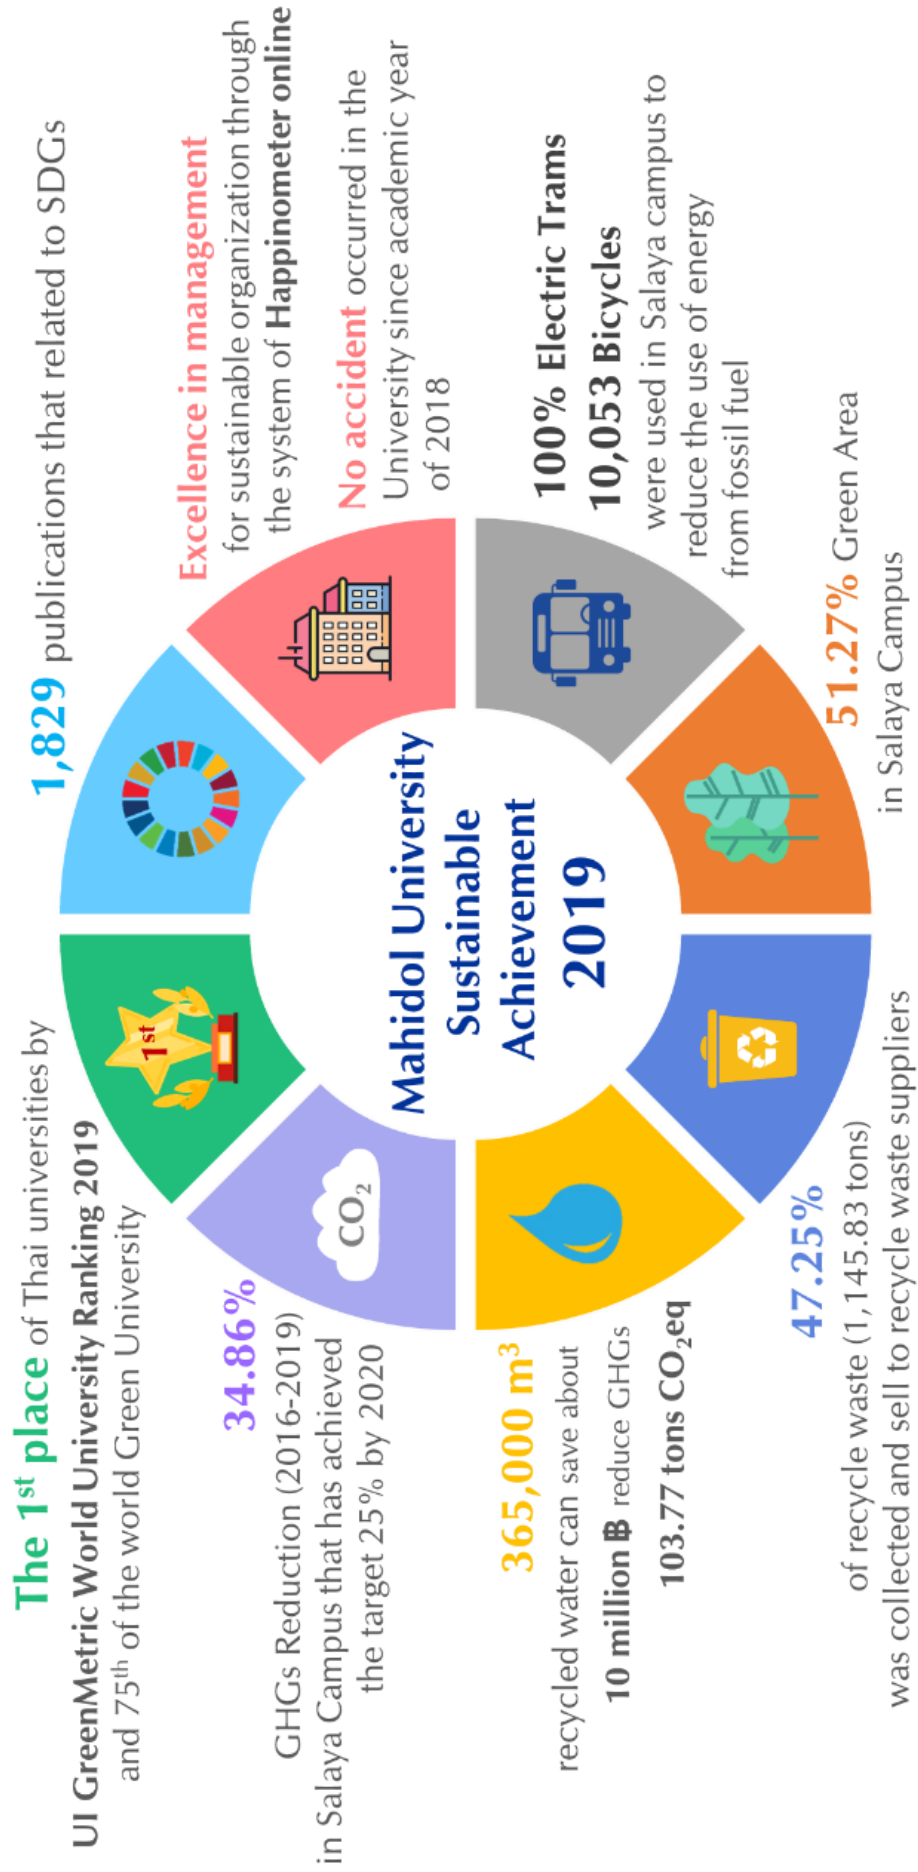 The 1st place of Thai universities by
UI GreenMetric World University Ranking 2019
and 75th of the world Green University
1st
1,829 publications that related to SDGs
34.86%
GHGs Reduction (2016-2019)
in Salaya Campus that has achieved
the target 25% by 2020
CO2
Excellence in management
for sustainable organization through
the system of Happinometer online
No accident occurred in the
University since academic year
of 2018
Mahidol University
Sustainable
Achievement
2019
365,000 m3
recycled water can save about
10 million ฿ reduce GHGs
103.77 tons CO2eq
100% Electric Trams
10,053 Bicycles
were used in Salaya campus to
reduce the use of energy
from fossil fuel
47.25%
of recycle waste (1,145.83 tons)
was collected and sell to recycle waste suppliers
51.27% Green Area
in Salaya Campus